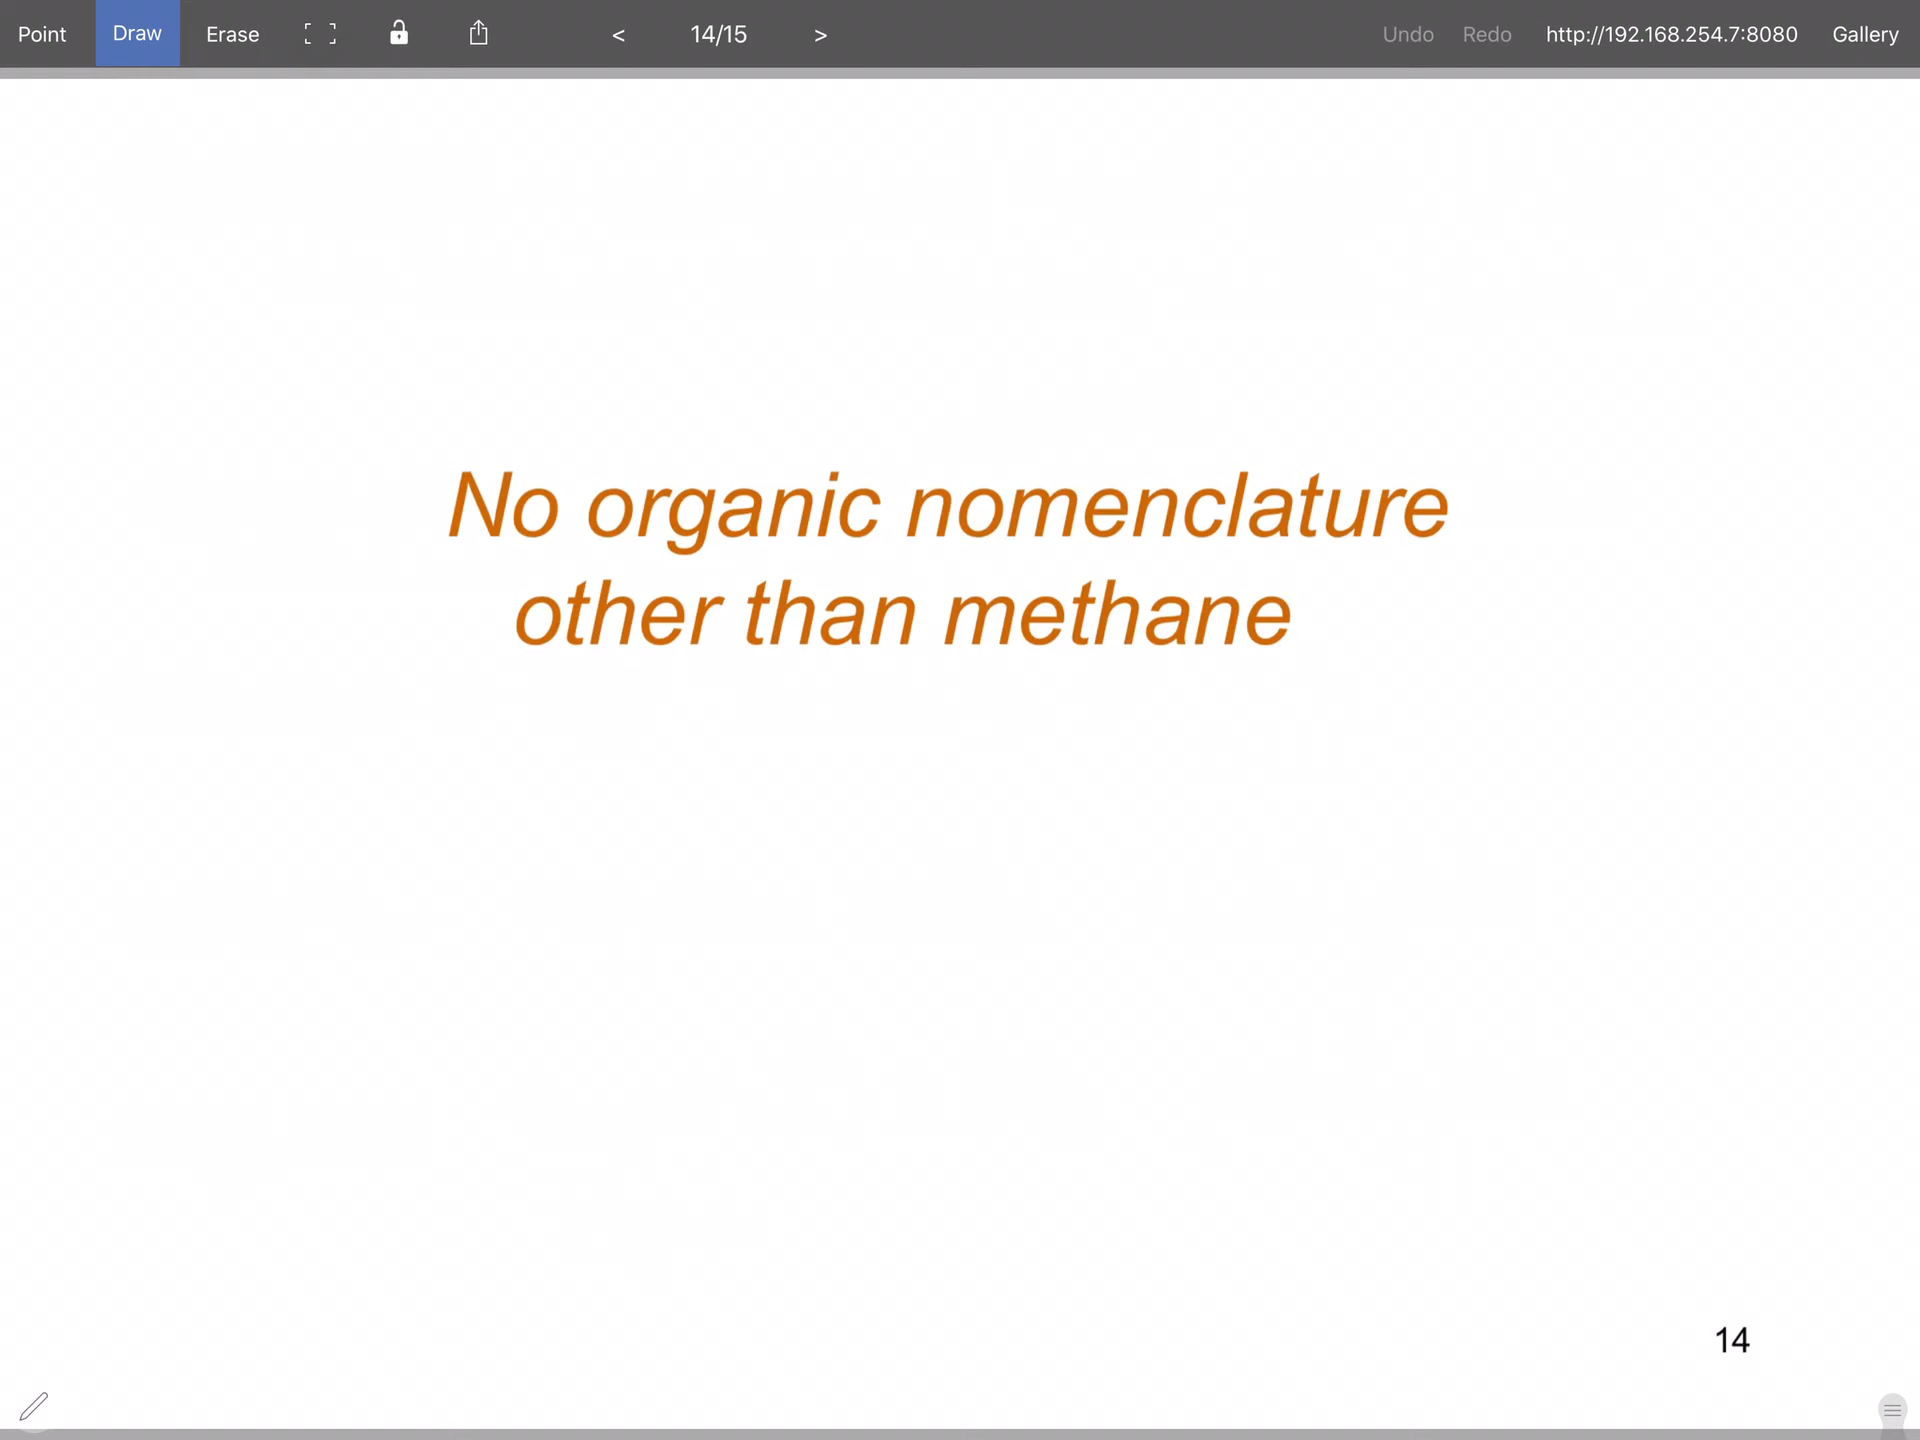 Point Draw Erase < 14/15 > Undo Redo http://192.168.254.7:8080 Gallery
No organic nomenclature
other than methane
14